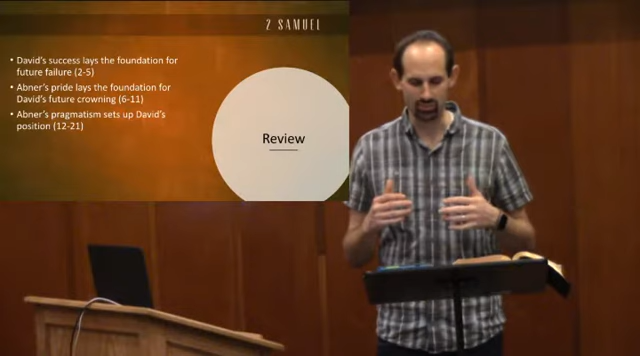 2 SAMUEL
• David's success lays the foundation for
future failure (2-5)
• Abner's pride lays the foundation for
David's future crowning (6-11)
• Abner's pragmatism sets up David's
position (12-21)
Review